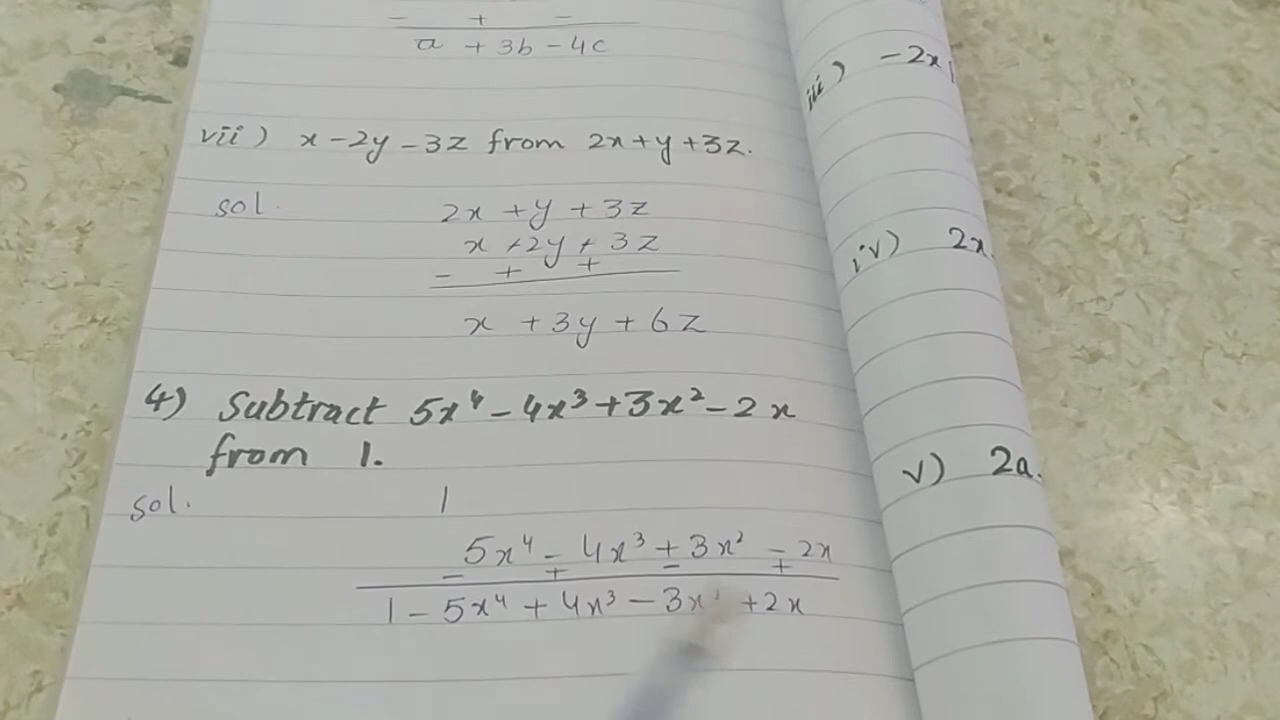 - + -
a + 3b - 4c
vii) x - 2y - 3z from 2x + y + 3z.
sol.
2x + y + 3z
x + 2y + 3z
- + +
x + 3y + 6z
4) Subtract 5x⁴ - 4x³ + 3x² - 2x
from 1.
sol.
1
5x⁴ - 4x³ + 3x² - 2x
- + - +
1 - 5x⁴ + 4x³ - 3x² + 2x
iii) -2x
iv) 2x
v) 2a.